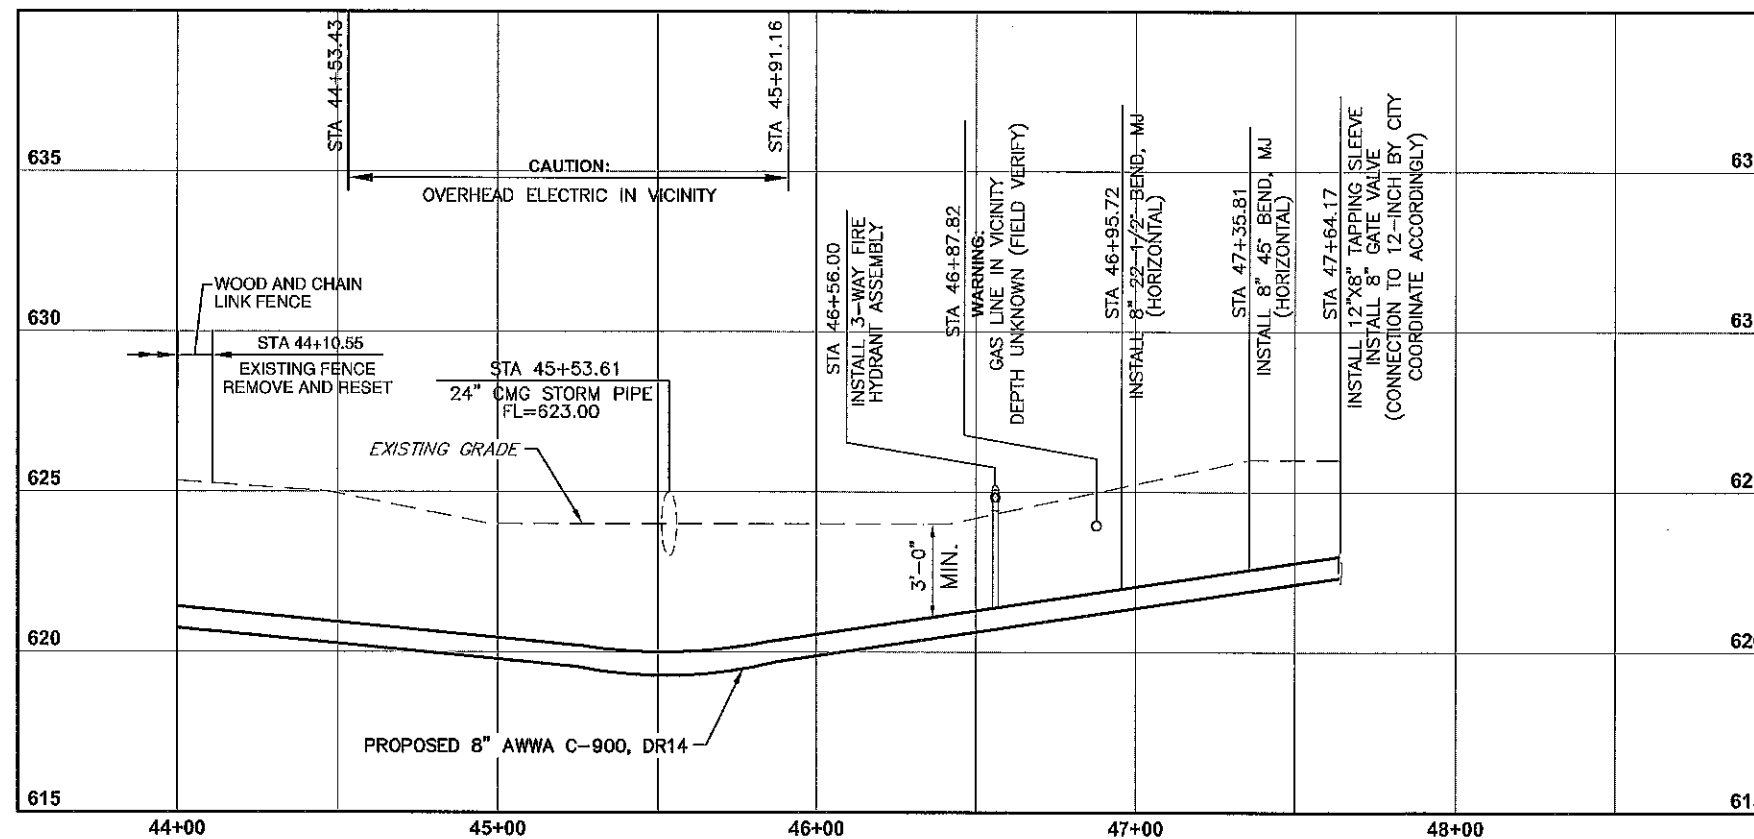 STA 44+53.43
STA 45+91.16
CAUTION:
OVERHEAD ELECTRIC IN VICINITY
635
63
WOOD AND CHAIN
LINK FENCE
630
63
STA 44+10.55
EXISTING FENCE
REMOVE AND RESET
STA 45+53.61
24" CMG STORM PIPE
FL=623.00
EXISTING GRADE
STA 46+56.00
INSTALL 3-WAY FIRE
HYDRANT ASSEMBLY
STA 46+87.82
WARNING:
GAS LINE IN VICINITY
DEPTH UNKNOWN (FIELD VERIFY)
STA 46+95.72
INSTALL 8" 22-1/2° BEND, MJ
(HORIZONTAL)
STA 47+35.81
INSTALL 8" 45° BEND, MJ
(HORIZONTAL)
STA 47+64.17
INSTALL 12"X8" TAPPING SLEEVE
INSTALL 8" GATE VALVE
(CONNECTION TO 12-INCH BY CITY
COORDINATE ACCORDINGLY)
625
62
3'-0"
MIN.
620
620
PROPOSED 8" AWWA C-900, DR14
615
61
44+00
45+00
46+00
47+00
48+00